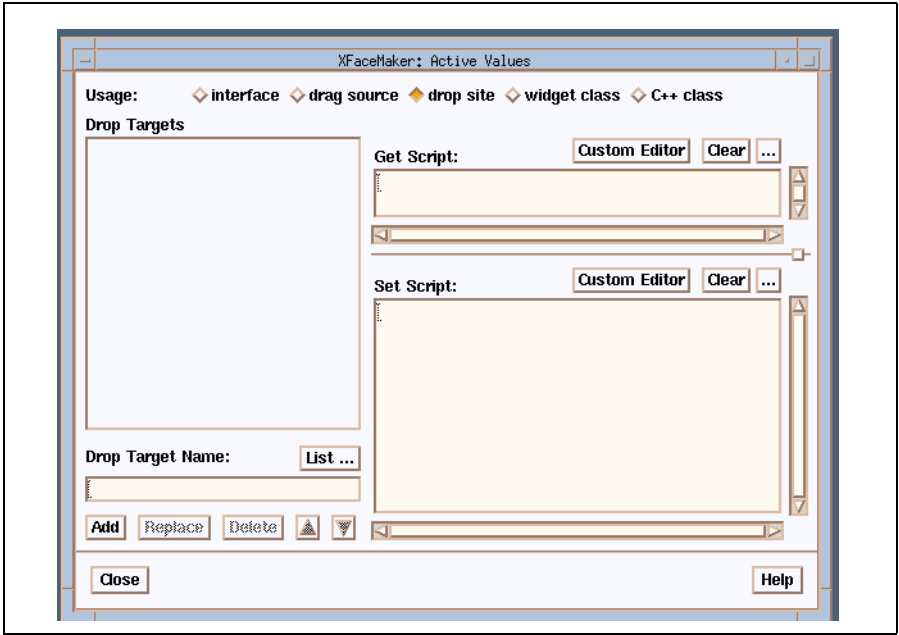 XFaceMaker: Active Values
Usage: interface drag source drop site widget class C++ class
Drop Targets
Get Script: Custom Editor Clear ...
Set Script: Custom Editor Clear ...
Drop Target Name: List ...
Add Replace Delete
Close Help